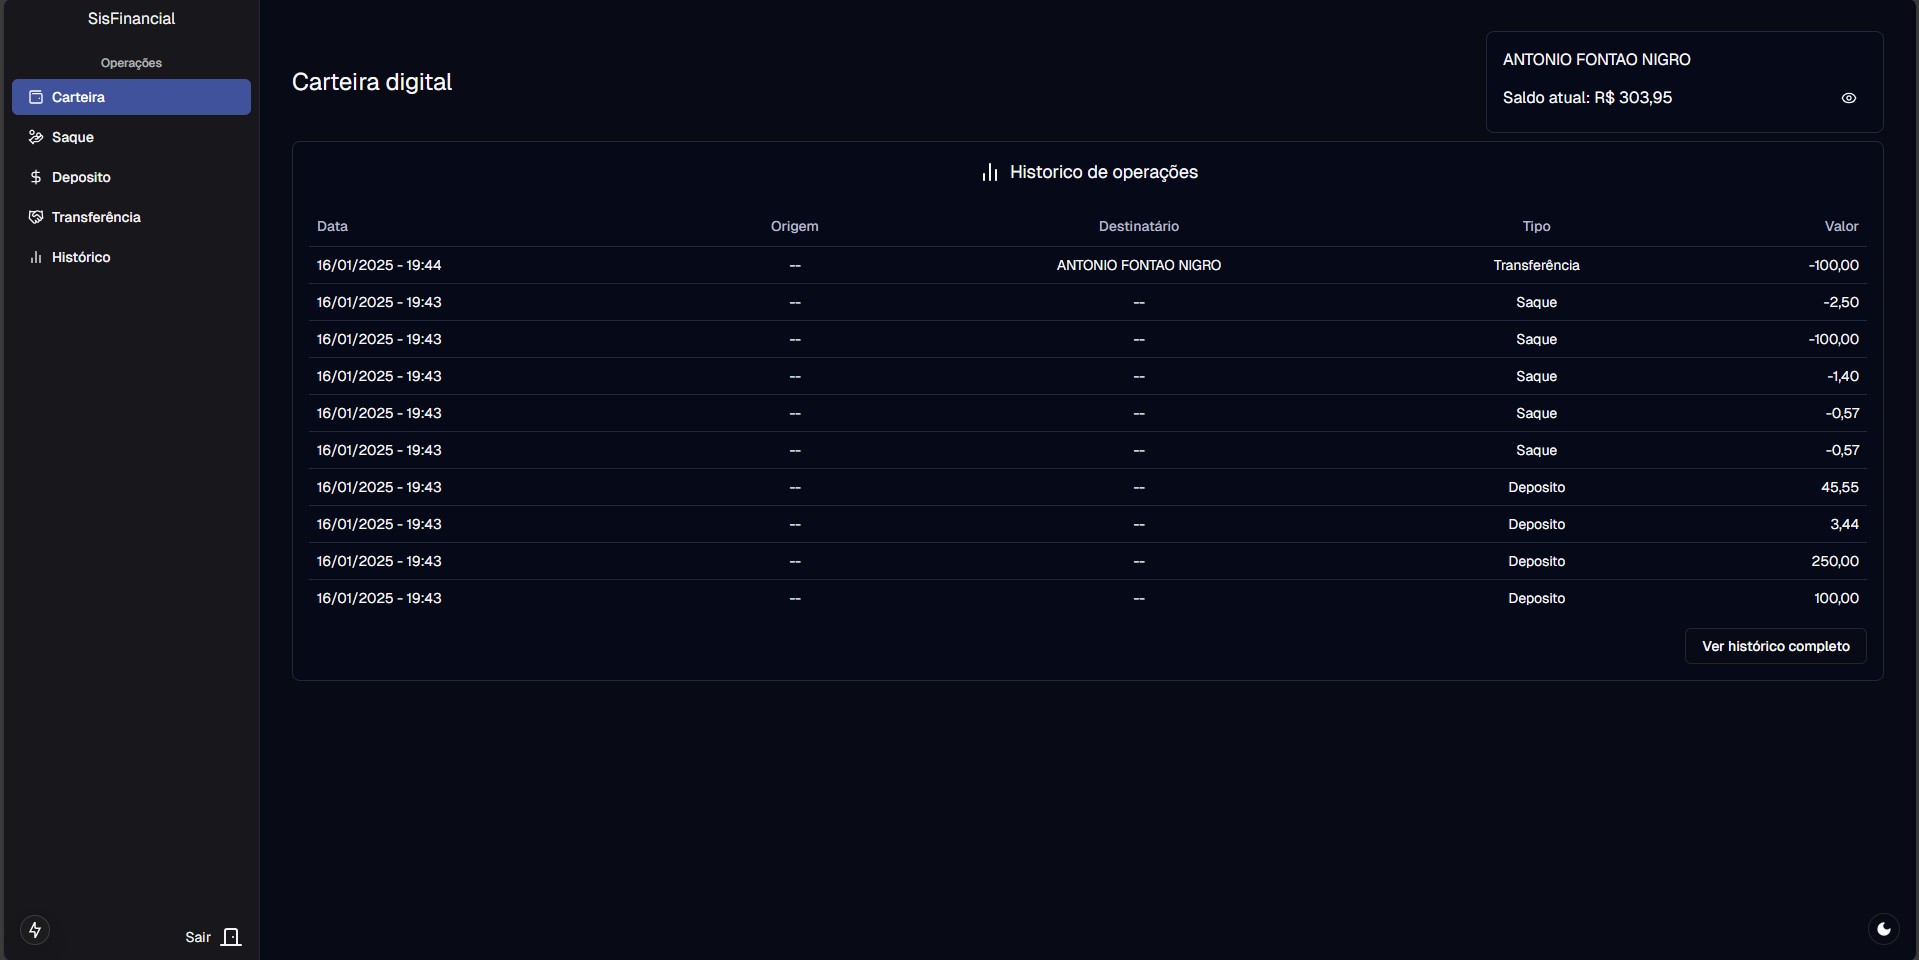 SisFinancial
Operações
Carteira
Saque
Deposito
Transferência
Histórico
Sair
Carteira digital
ANTONIO FONTAO NIGRO
Saldo atual: R$ 303,95
Historico de operações
Data Origem Destinatário Tipo Valor
16/01/2025 - 19:44 -- ANTONIO FONTAO NIGRO Transferência -100,00
16/01/2025 - 19:43 -- -- Saque -2,50
16/01/2025 - 19:43 -- -- Saque -100,00
16/01/2025 - 19:43 -- -- Saque -1,40
16/01/2025 - 19:43 -- -- Saque -0,57
16/01/2025 - 19:43 -- -- Saque -0,57
16/01/2025 - 19:43 -- -- Deposito 45,55
16/01/2025 - 19:43 -- -- Deposito 3,44
16/01/2025 - 19:43 -- -- Deposito 250,00
16/01/2025 - 19:43 -- -- Deposito 100,00
Ver histórico completo